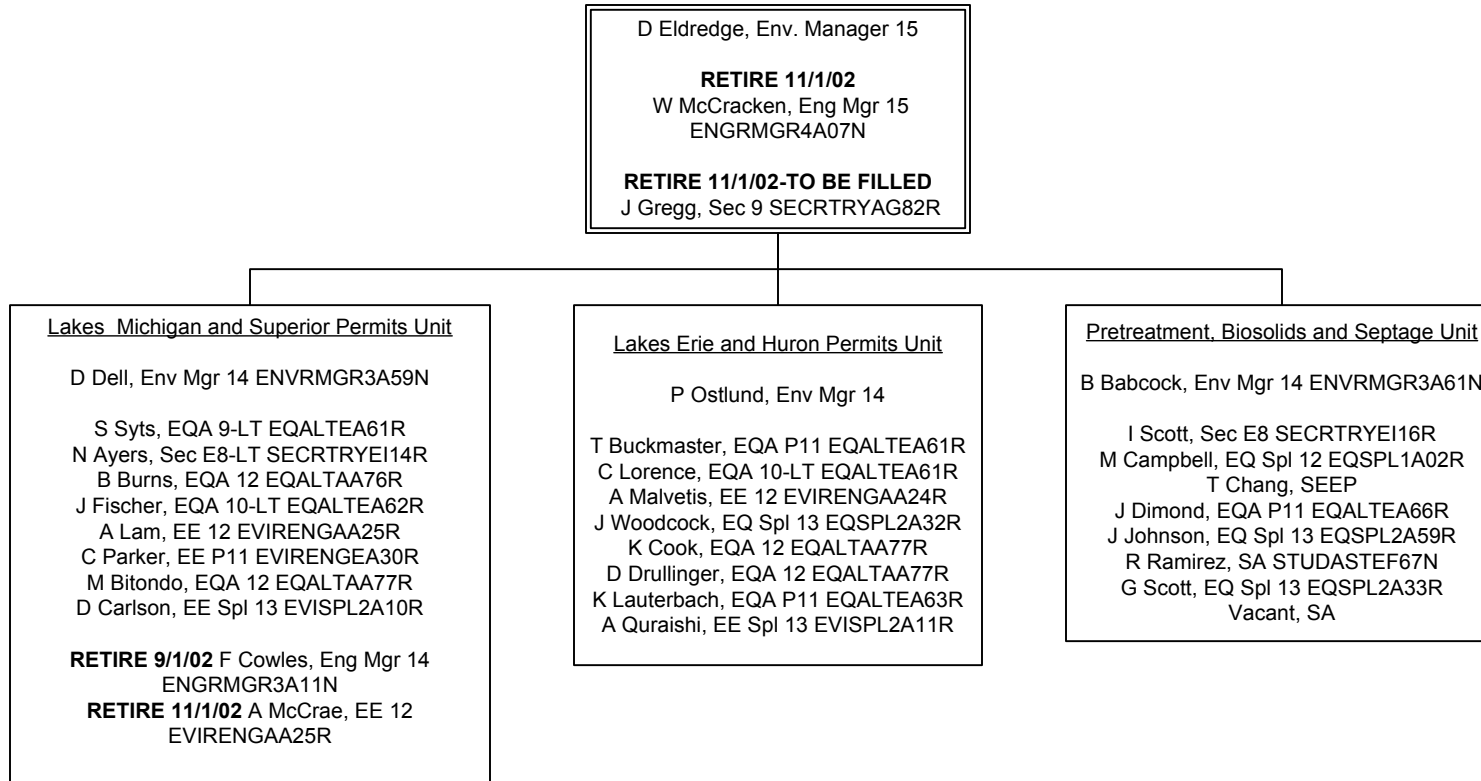 D Eldredge, Env. Manager 15
RETIRE 11/1/02
W McCracken, Eng Mgr 15
ENGRMGR4A07N
RETIRE 11/1/02-TO BE FILLED
J Gregg, Sec 9 SECRTRYAG82R
Lakes Michigan and Superior Permits Unit
D Dell, Env Mgr 14 ENVRMGR3A59N
S Syts, EQA 9-LT EQALTEA61R
N Ayers, Sec E8-LT SECRTRYEI14R
B Burns, EQA 12 EQALTAA76R
J Fischer, EQA 10-LT EQALTEA62R
A Lam, EE 12 EVIRENGAA25R
C Parker, EE P11 EVIRENGEA30R
M Bitondo, EQA 12 EQALTAA77R
D Carlson, EE Spl 13 EVISPL2A10R
RETIRE 9/1/02 F Cowles, Eng Mgr 14
ENGRMGR3A11N
RETIRE 11/1/02 A McCrae, EE 12
EVIRENGAA25R
Lakes Erie and Huron Permits Unit
P Ostlund, Env Mgr 14
T Buckmaster, EQA P11 EQALTEA61R
C Lorence, EQA 10-LT EQALTEA61R
A Malvetis, EE 12 EVIRENGAA24R
J Woodcock, EQ Spl 13 EQSPL2A32R
K Cook, EQA 12 EQALTAA77R
D Drullinger, EQA 12 EQALTAA77R
K Lauterbach, EQA P11 EQALTEA63R
A Quraishi, EE Spl 13 EVISPL2A11R
Pretreatment, Biosolids and Septage Unit
B Babcock, Env Mgr 14 ENVRMGR3A61N
I Scott, Sec E8 SECRTRYEI16R
M Campbell, EQ Spl 12 EQSPL1A02R
T Chang, SEEP
J Dimond, EQA P11 EQALTEA66R
J Johnson, EQ Spl 13 EQSPL2A59R
R Ramirez, SA STUDASTEF67N
G Scott, EQ Spl 13 EQSPL2A33R
Vacant, SA